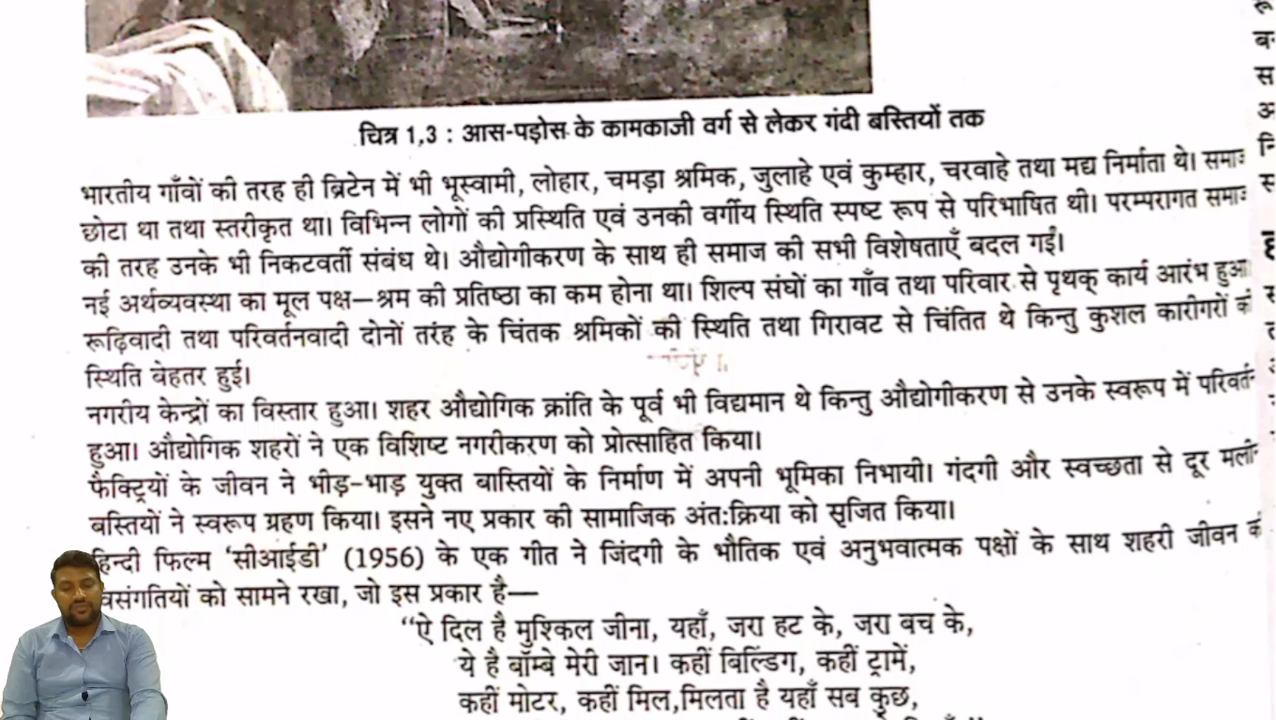 चित्र 1,3 : आस-पड़ोस के कामकाजी वर्ग से लेकर गंदी बस्तियों तक
भारतीय गाँवों की तरह ही ब्रिटेन में भी भूस्वामी, लोहार, चमड़ा श्रमिक, जुलाहे एवं कुम्हार, चरवाहे तथा मद्य निर्माता थे। समाज
छोटा था तथा स्तरीकृत था। विभिन्न लोगों की प्रस्थिति एवं उनकी वर्गीय स्थिति स्पष्ट रूप से परिभाषित थी। परम्परागत समाज
की तरह उनके भी निकटवर्ती संबंध थे। औद्योगीकरण के साथ ही समाज की सभी विशेषताएँ बदल गईं।
नई अर्थव्यवस्था का मूल पक्ष—श्रम की प्रतिष्ठा का कम होना था। शिल्प संघों का गाँव तथा परिवार से पृथक् कार्य आरंभ हुआ
रूढ़िवादी तथा परिवर्तनवादी दोनों तरंह के चिंतक श्रमिकों की स्थिति तथा गिरावट से चिंतित थे किन्तु कुशल कारीगरों की
स्थिति बेहतर हुई।
नगरीय केन्द्रों का विस्तार हुआ। शहर औद्योगिक क्रांति के पूर्व भी विद्यमान थे किन्तु औद्योगीकरण से उनके स्वरूप में परिवर्तन
हुआ। औद्योगिक शहरों ने एक विशिष्ट नगरीकरण को प्रोत्साहित किया।
फैक्ट्रियों के जीवन ने भीड़-भाड़ युक्त बास्तियों के निर्माण में अपनी भूमिका निभायी। गंदगी और स्वच्छता से दूर मलीन
बस्तियों ने स्वरूप ग्रहण किया। इसने नए प्रकार की सामाजिक अंत:क्रिया को सृजित किया।
हिन्दी फिल्म 'सीआईडी' (1956) के एक गीत ने जिंदगी के भौतिक एवं अनुभवात्मक पक्षों के साथ शहरी जीवन की
वसंगतियों को सामने रखा, जो इस प्रकार है—
"ऐ दिल है मुश्किल जीना, यहाँ, जरा हट के, जरा बच के,
ये है बॉम्बे मेरी जान। कहीं बिल्डिंग, कहीं ट्रामें,
कहीं मोटर, कहीं मिल,मिलता है यहाँ सब कुछ,